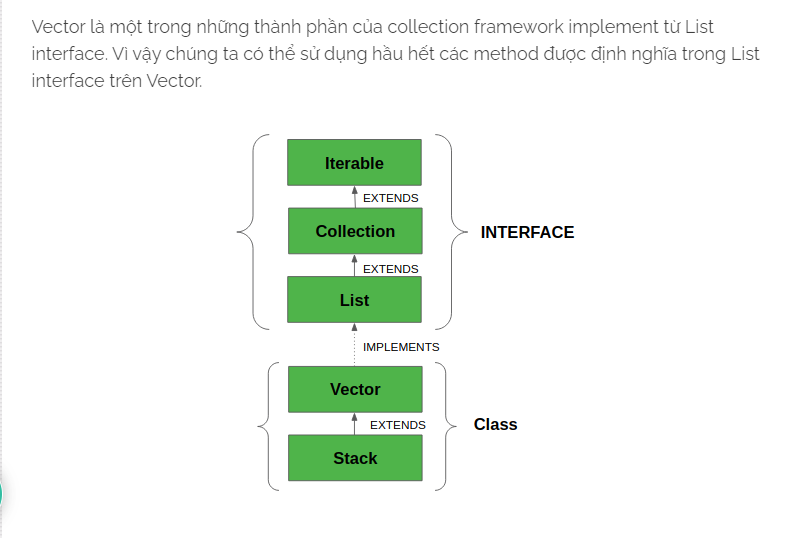 Vector là một trong những thành phần của collection framework implement từ List
interface. Vì vậy chúng ta có thể sử dụng hầu hết các method được định nghĩa trong List
interface trên Vector.
Iterable
EXTENDS
Collection
INTERFACE
EXTENDS
List
IMPLEMENTS
Vector
EXTENDS
Class
Stack